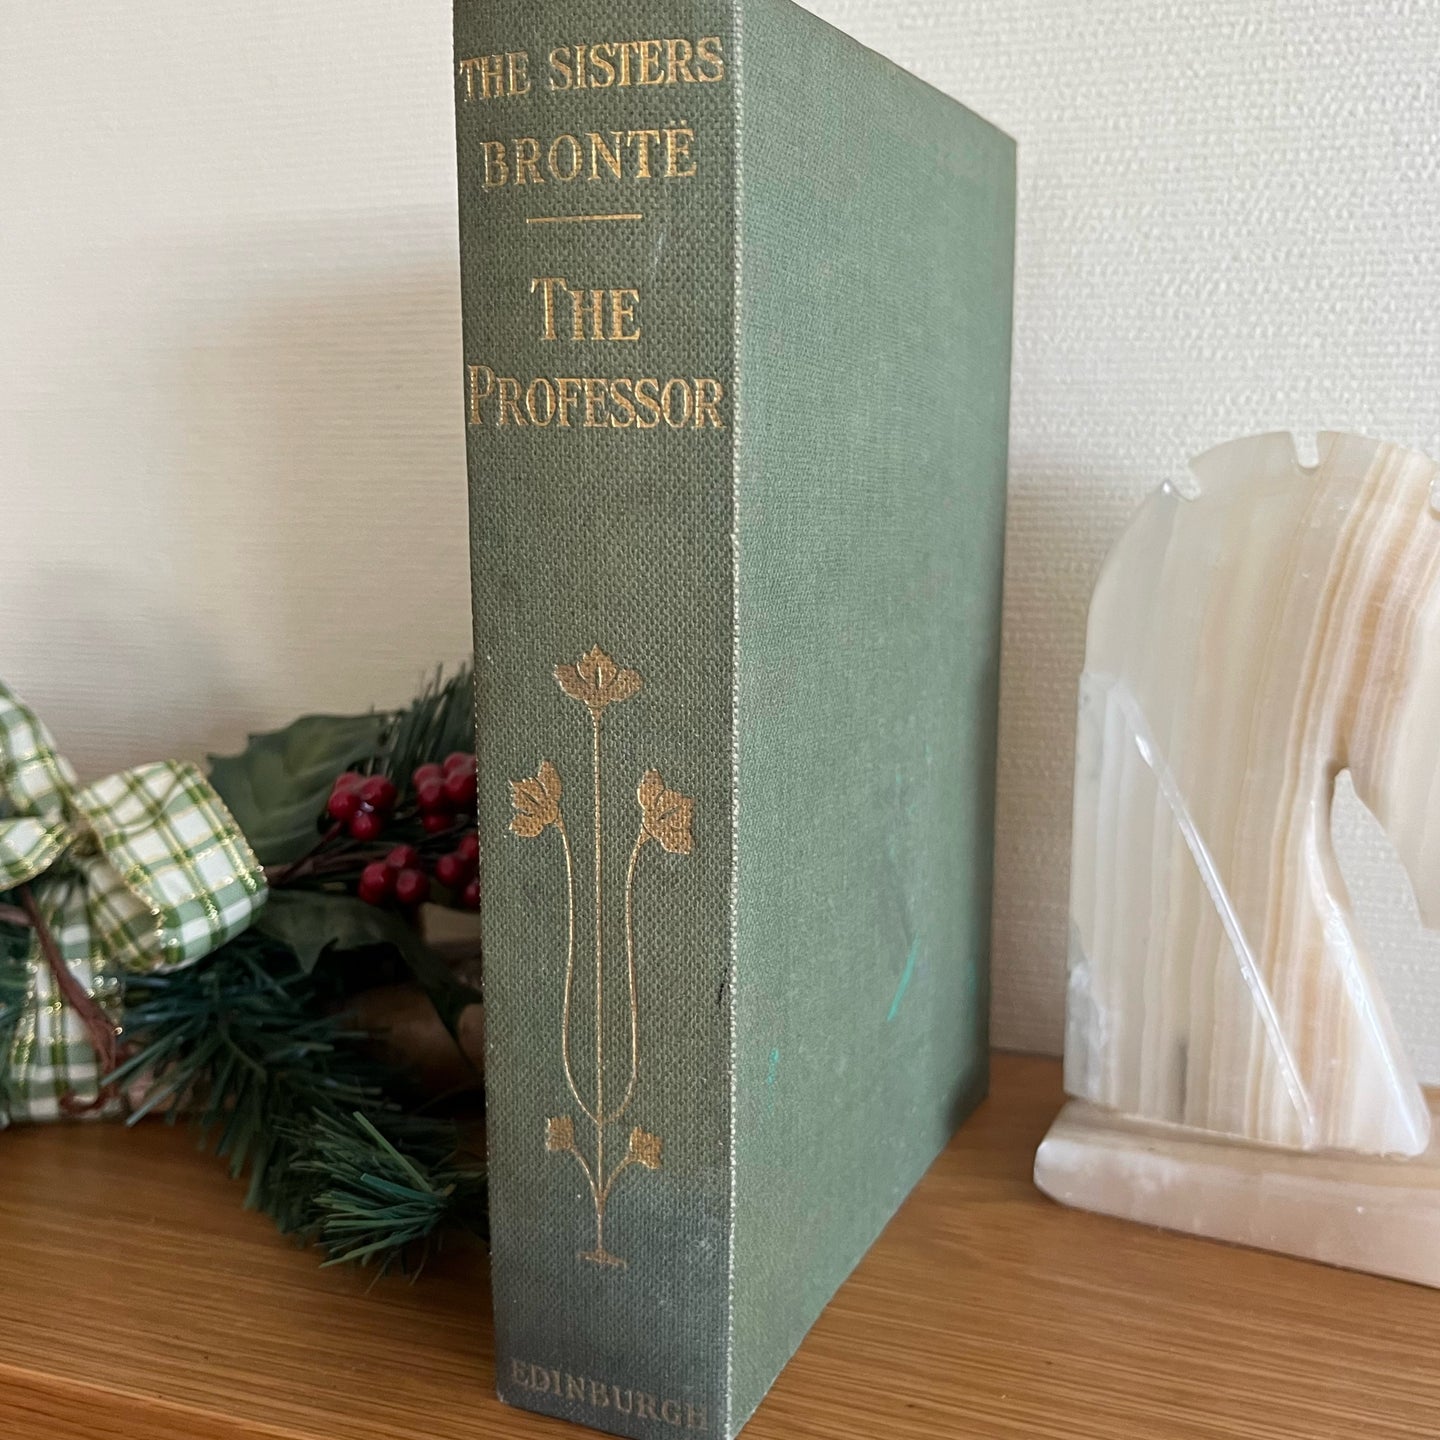 THE SISTERS
BRONTË
THE
PROFESSOR
EDINBURGH